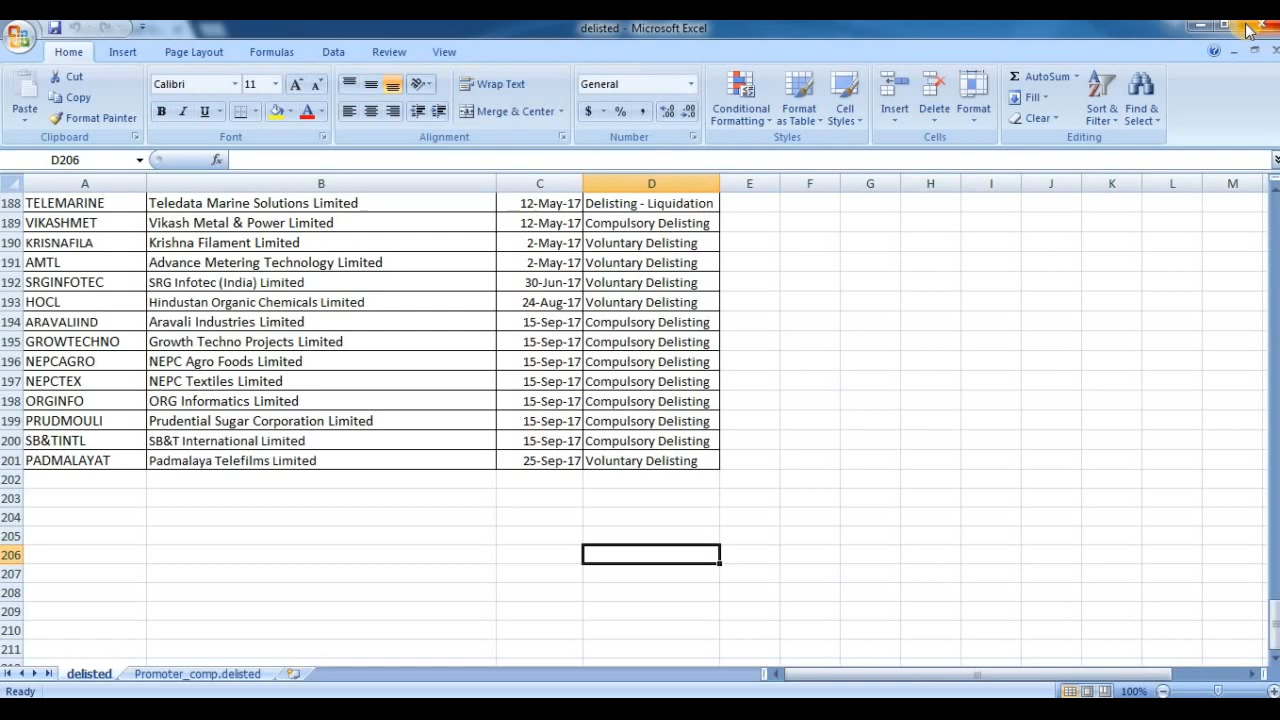 delisted - Microsoft Excel
Home Insert Page Layout Formulas Data Review View
Cut Calibri 11 A A Wrap Text General AutoSum
Copy Fill
Paste Format Painter B I U A Merge & Center $ % , Conditional Formatting Format as Table Cell Styles Insert Delete Format Clear Sort & Filter Find & Select
Clipboard Font Alignment Number Styles Cells Editing
D206 fx
A B C D E F G H I J K L M
188 TELEMARINE Teledata Marine Solutions Limited 12-May-17 Delisting - Liquidation
189 VIKASHMET Vikash Metal & Power Limited 12-May-17 Compulsory Delisting
190 KRISNAFILA Krishna Filament Limited 2-May-17 Voluntary Delisting
191 AMTL Advance Metering Technology Limited 2-May-17 Voluntary Delisting
192 SRGINFOTEC SRG Infotec (India) Limited 30-Jun-17 Voluntary Delisting
193 HOCL Hindustan Organic Chemicals Limited 24-Aug-17 Voluntary Delisting
194 ARAVALIIND Aravali Industries Limited 15-Sep-17 Compulsory Delisting
195 GROWTECHNO Growth Techno Projects Limited 15-Sep-17 Compulsory Delisting
196 NEPCAGRO NEPC Agro Foods Limited 15-Sep-17 Compulsory Delisting
197 NEPCTEX NEPC Textiles Limited 15-Sep-17 Compulsory Delisting
198 ORGINFO ORG Informatics Limited 15-Sep-17 Compulsory Delisting
199 PRUDMOULI Prudential Sugar Corporation Limited 15-Sep-17 Compulsory Delisting
200 SB&TINTL SB&T International Limited 15-Sep-17 Compulsory Delisting
201 PADMALAYAT Padmalaya Telefilms Limited 25-Sep-17 Voluntary Delisting
202
203
204
205
206
207
208
209
210
211
delisted Promoter_comp.delisted
Ready 100%